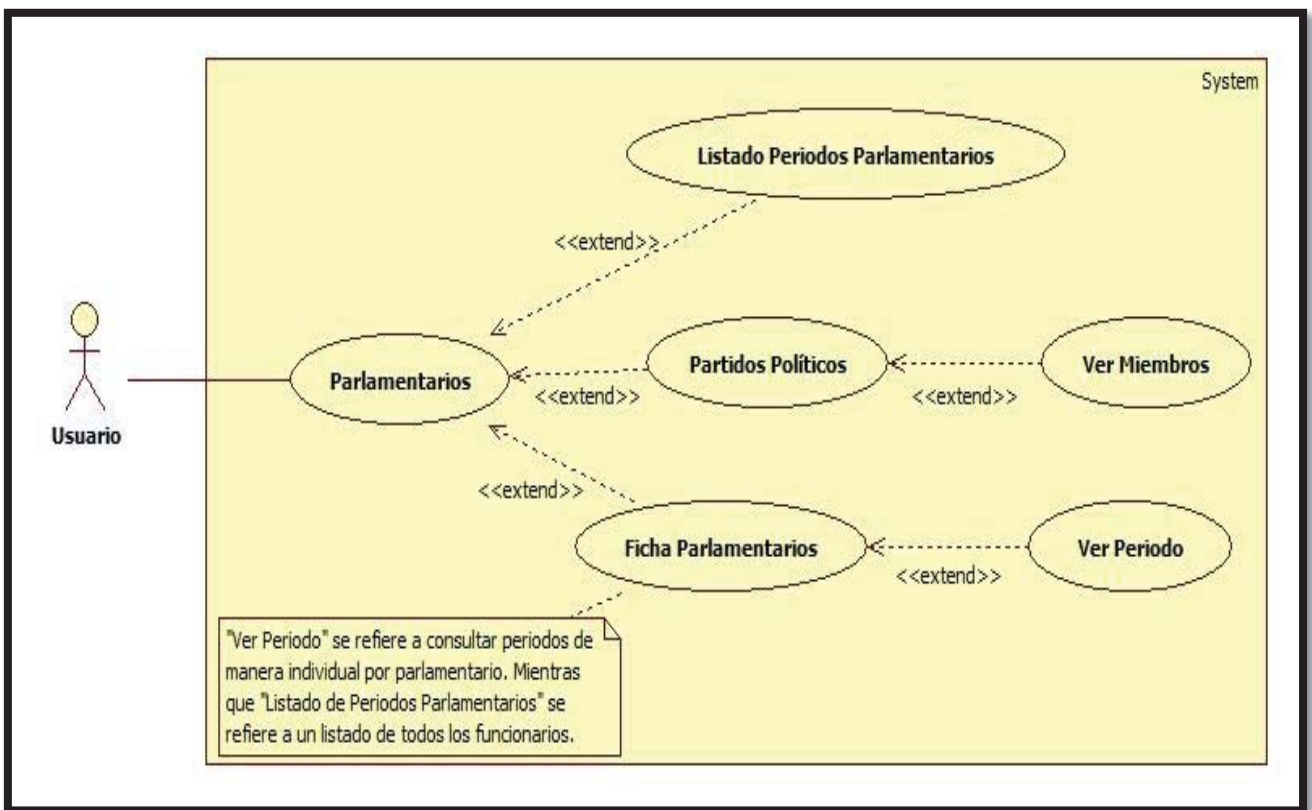 System
Listado Periodos Parlamentarios
<<extend>>
Parlamentarios
Partidos Políticos
Ver Miembros
<<extend>>
<<extend>>
Usuario
<<extend>>
Ficha Parlamentarios
Ver Periodo
<<extend>>
"Ver Periodo" se refiere a consultar periodos de
manera individual por parlamentario. Mientras
que "Listado de Periodos Parlamentarios" se
refiere a un listado de todos los funcionarios.